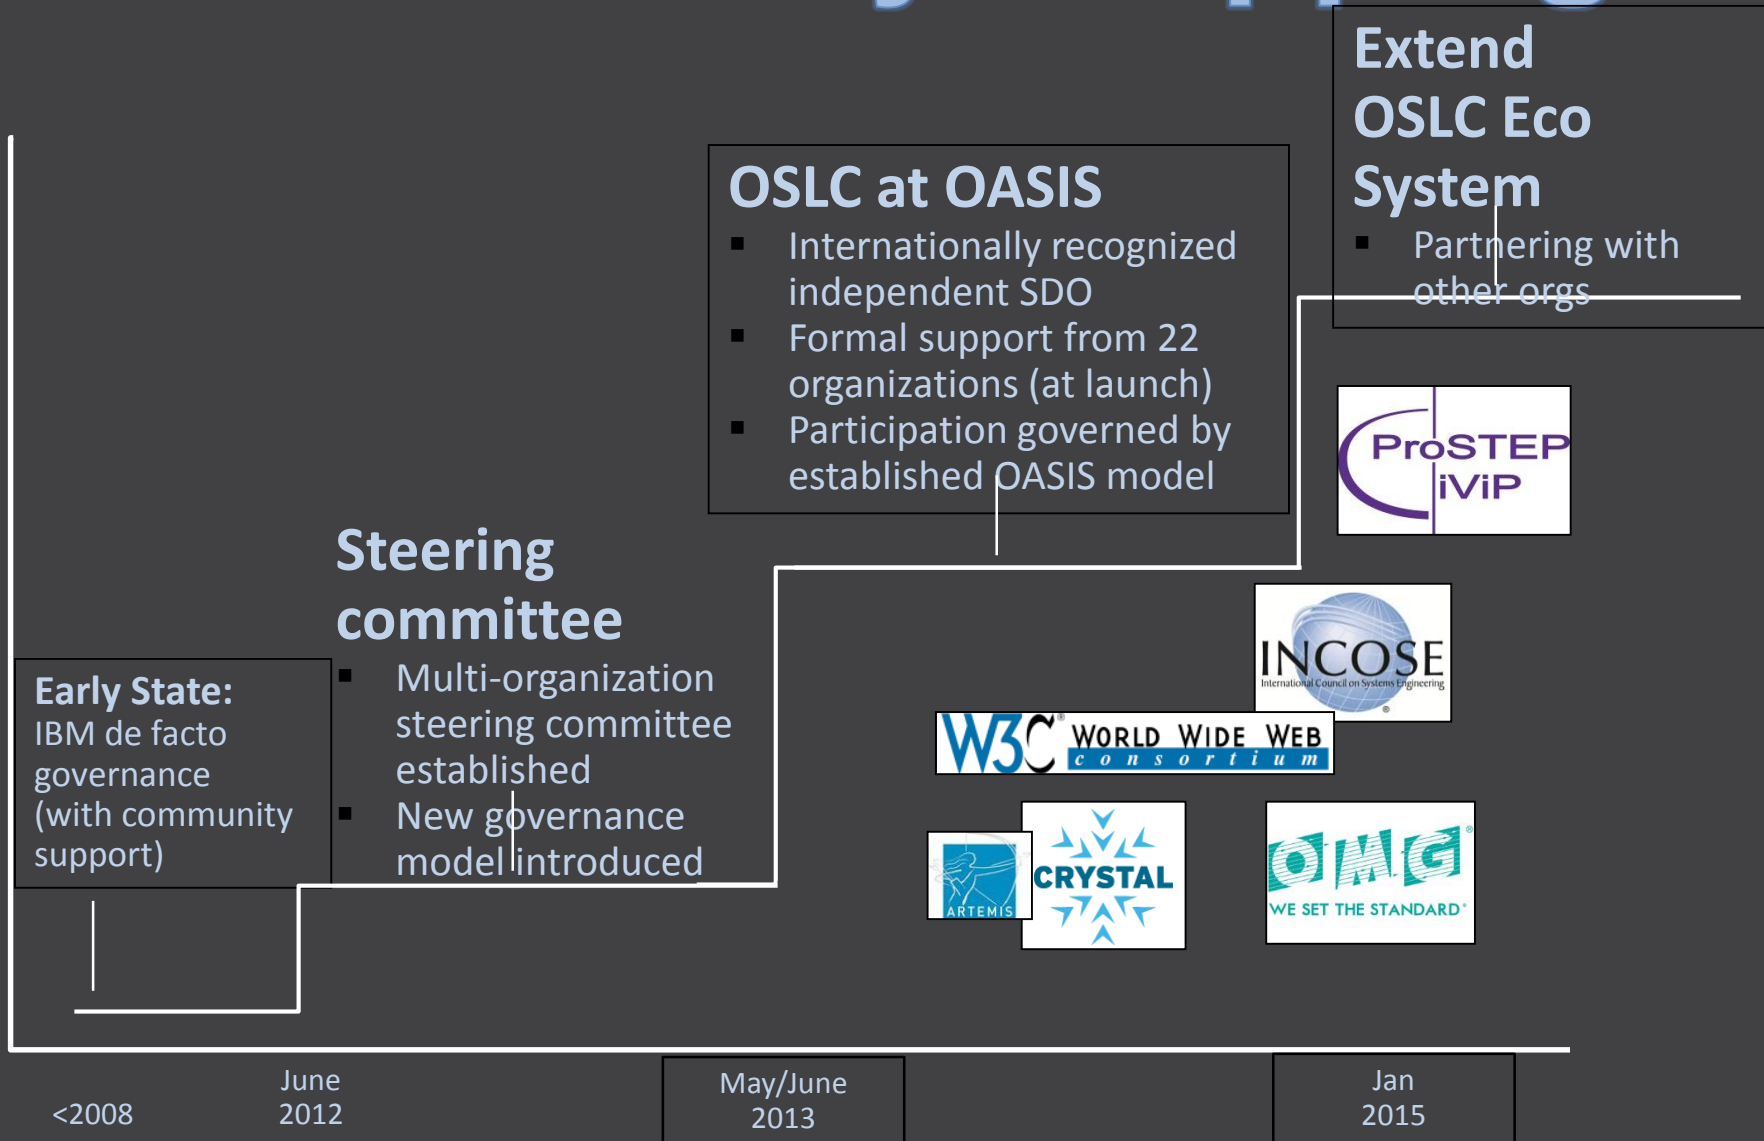 Extend
OSLC Eco
System
▪ Partnering with
other orgs
OSLC at OASIS
▪ Internationally recognized
independent SDO
▪ Formal support from 22
organizations (at launch)
▪ Participation governed by
established OASIS model
Steering
committee
▪ Multi-organization
steering committee
established
▪ New governance
model introduced
Early State:
IBM de facto
governance
(with community
support)
ProSTEP
iViP
INCOSE
International Council on Systems Engineering
®
W3C® WORLD WIDE WEB
consortium
ARTEMIS
CRYSTAL
OMG®
WE SET THE STANDARD®
<2008
June
2012
May/June
2013
Jan
2015